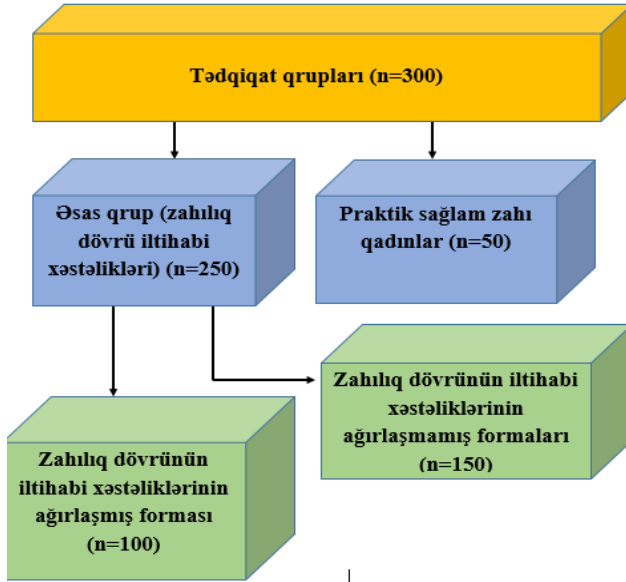 Tədqiqat qrupları (n=300)
Əsas qrup (zahılıq
dövrü iltihabi
xəstəlikləri) (n=250)
Praktik sağlam zahı
qadınlar (n=50)
Zahılıq dövrünün iltihabi
xəstəliklərinin
ağırlaşmamış formaları
(n=150)
Zahılıq dövrünün
iltihabi xəstəliklərinin
ağırlaşmış forması
(n=100)